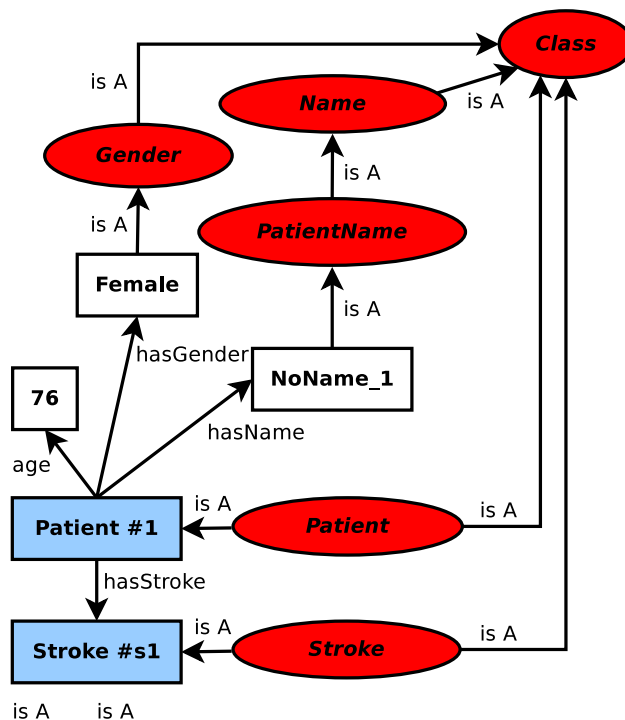 Class
is A
Name
is A
Gender
is A
is A
PatientName
Female
is A
hasGender
NoName_1
76
hasName
age
is A
Patient #1
Patient
is A
hasStroke
is A
Stroke #s1
Stroke
is A
is A
is A